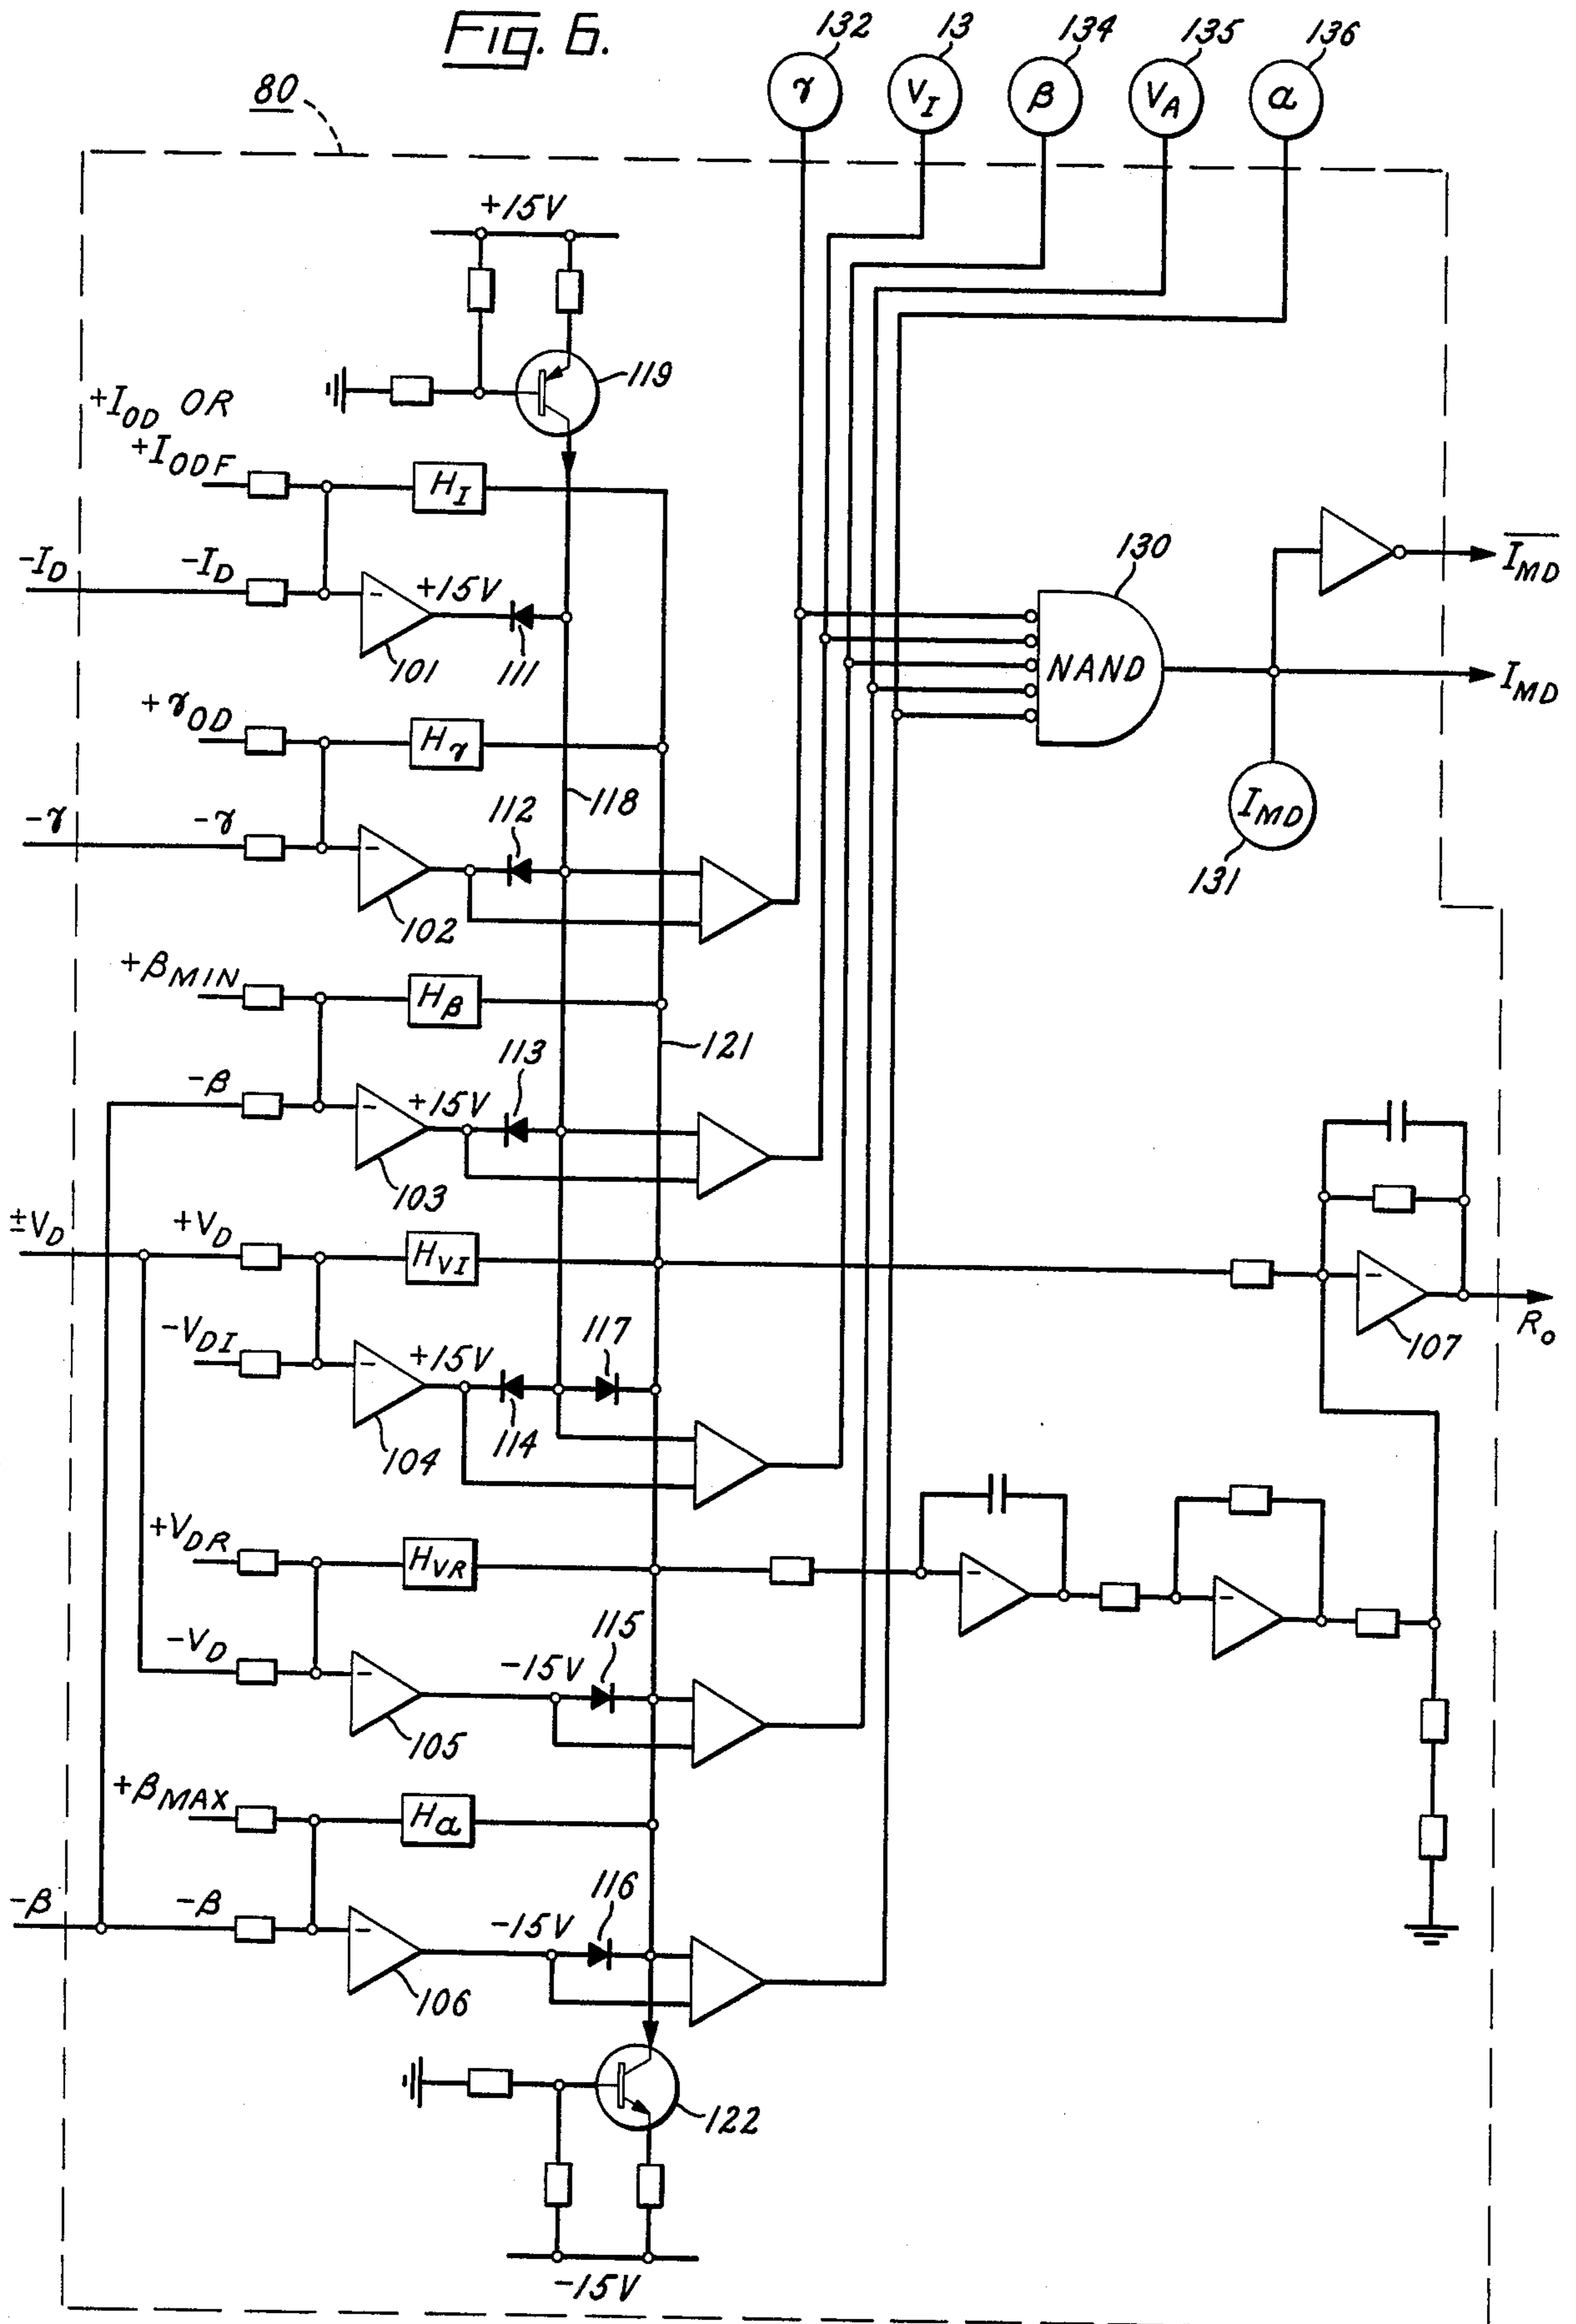 Fig. 6.
132
13
134
135
136
γ
V_I
β
V_A
α
80
+15V
119
+I_OD OR
+I_ODF
H_I
-I_D
-I_D
+15V
101
111
130
NAND
\overline{I_MD}
I_MD
I_MD
131
+γ_OD
H_γ
118
-γ
-γ
112
102
+β_MIN
H_β
121
-β
+15V
113
103
±V_D
+V_D
H_VI
-V_DI
+15V
117
104
114
107
R_o
+V_DR
H_VR
-V_D
-15V
115
105
+β_MAX
H_α
-β
-β
-15V
116
106
122
-15V